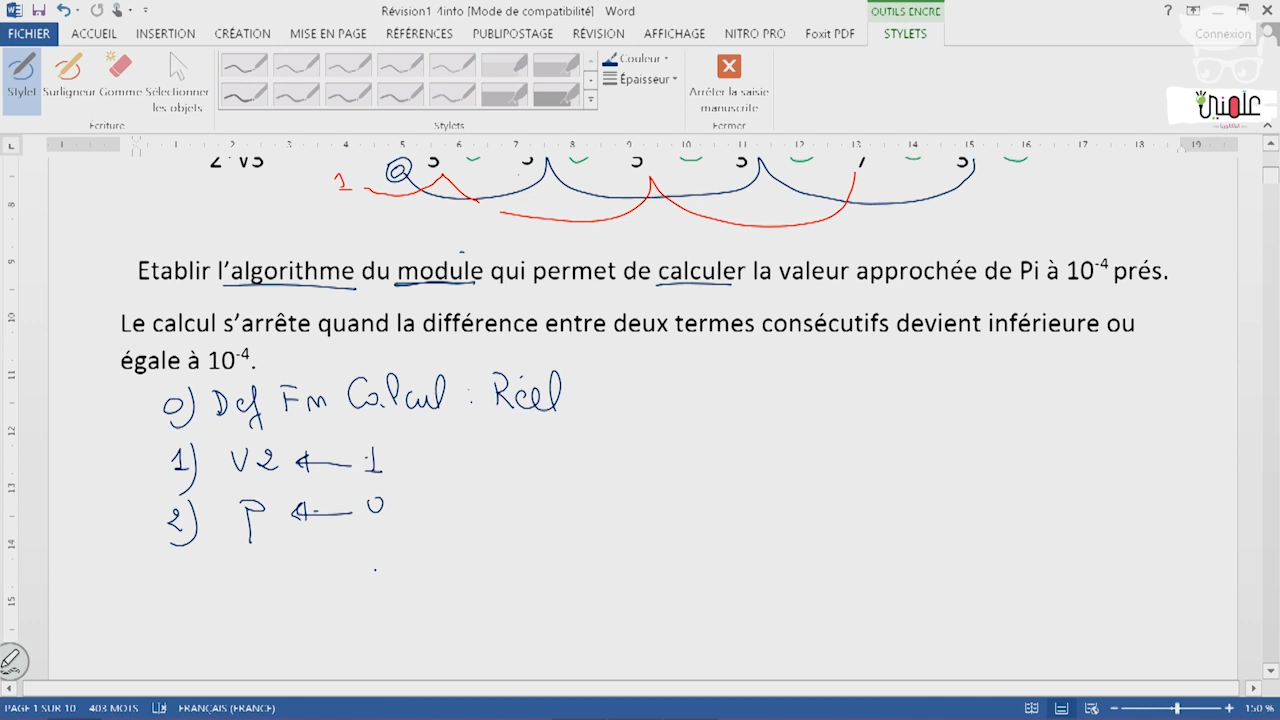 Révision1 4info [Mode de compatibilité] Word
OUTILS ENCRE
FICHIER ACCUEIL INSERTION CRÉATION MISE EN PAGE RÉFÉRENCES PUBLIPOSTAGE RÉVISION AFFICHAGE NITRO PRO Foxit PDF STYLETS
Connexion
Stylet Surligneur Gomme Sélectionner les objets
Couleur
Épaisseur
Arrêter la saisie manuscrite
Écriture Stylets Fermer
1
Etablir l'algorithme du module qui permet de calculer la valeur approchée de Pi à 10⁻⁴ prés.
Le calcul s'arrête quand la différence entre deux termes consécutifs devient inférieure ou
égale à 10⁻⁴.
0) Def Fn Calcul : Réel
1) V2 ← 1
2) P ← 0
PAGE 1 SUR 10 403 MOTS FRANÇAIS (FRANCE) 150 %